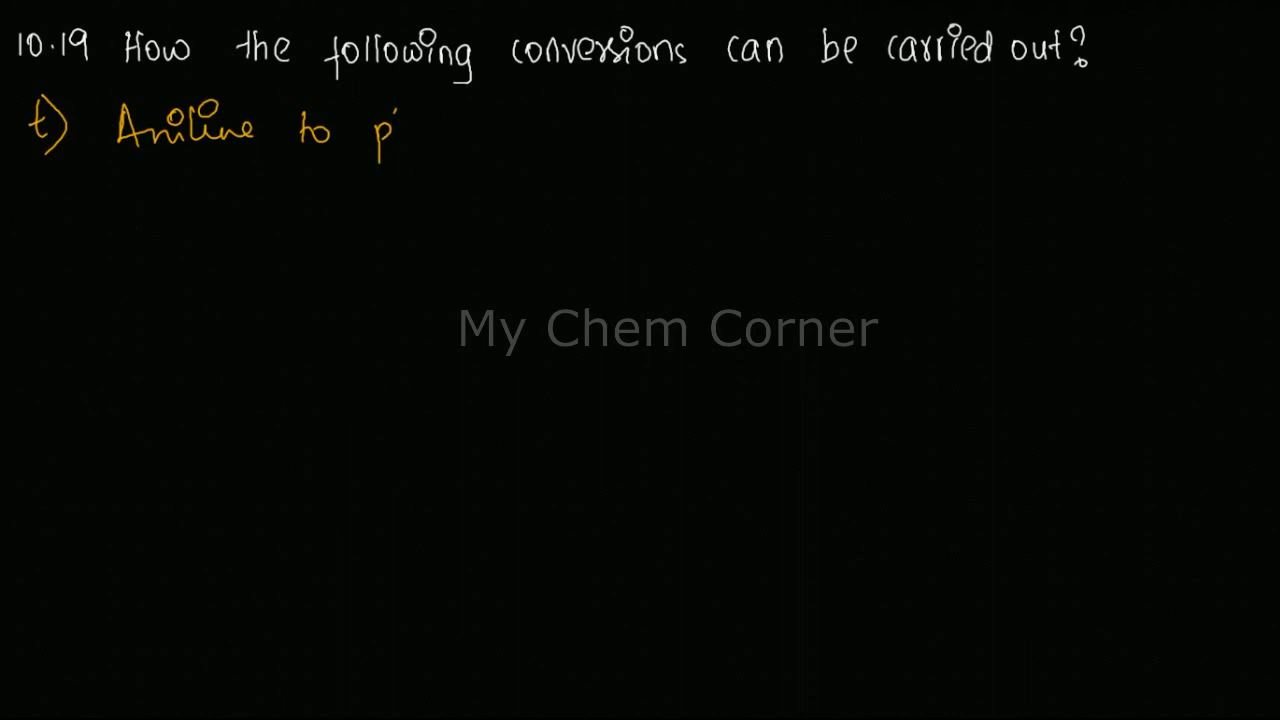 10.19 How the following conversions can be carried out?
t) Aniline to p
My Chem Corner